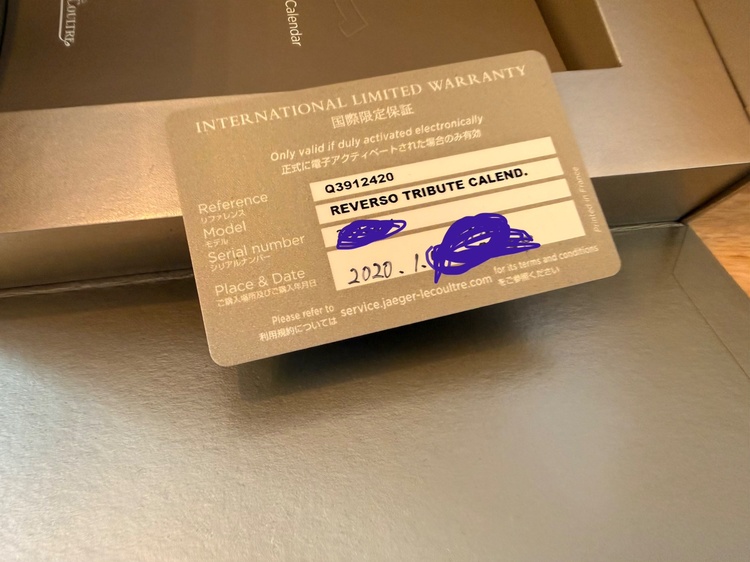 LECOULTRE
Calendar
INTERNATIONAL LIMITED WARRANTY
国際限定保証
Only valid if duly activated electronically
正式に電子アクティベートされた場合のみ有効
Reference
リファレンス
Q3912420
Model
モデル
REVERSO TRIBUTE CALEND.
Serial number
シリアルナンバー
Place & Date
ご購入場所及びご購入年月日
2020.1.
Please refer to service.jaeger-lecoultre.com for its terms and conditions
利用規約については をご参照ください
Printed in France